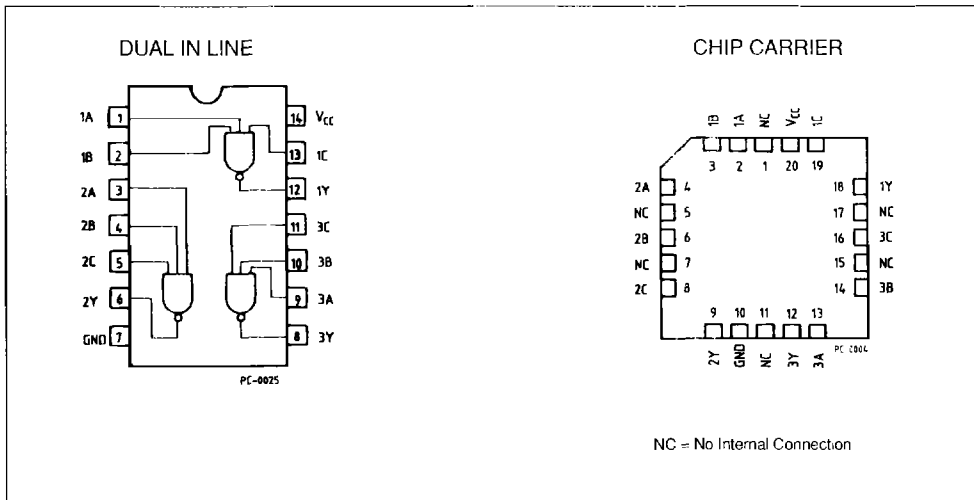 DUAL IN LINE
1A 1 14 VCC
1B 2 13 1C
2A 3 12 1Y
2B 4 11 3C
2C 5 10 3B
2Y 6 9 3A
GND 7 8 3Y
PC-0025
CHIP CARRIER
1B 1A NC VCC 1C
3 2 1 20 19
2A 4 18 1Y
NC 5 17 NC
2B 6 16 3C
NC 7 15 NC
2C 8 14 3B
9 10 11 12 13
2Y GND NC 3Y 3A
PC-2004
NC = No Internal Connection